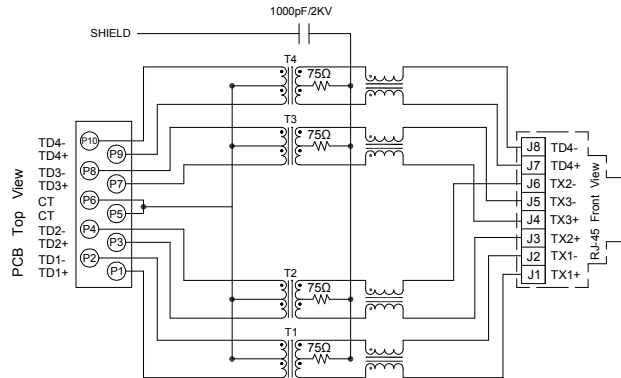 1000pF/2KV
SHIELD
T4
75Ω
T3
75Ω
T2
75Ω
T1
75Ω
PCB Top View
TD4-
TD4+
TD3-
TD3+
CT
CT
TD2-
TD2+
TD1-
TD1+
P10
P9
P8
P7
P6
P5
P4
P3
P2
P1
J8 TD4-
J7 TD4+
J6 TX2-
J5 TX3-
J4 TX3+
J3 TX2+
J2 TX1-
J1 TX1+
RJ-45 Front View